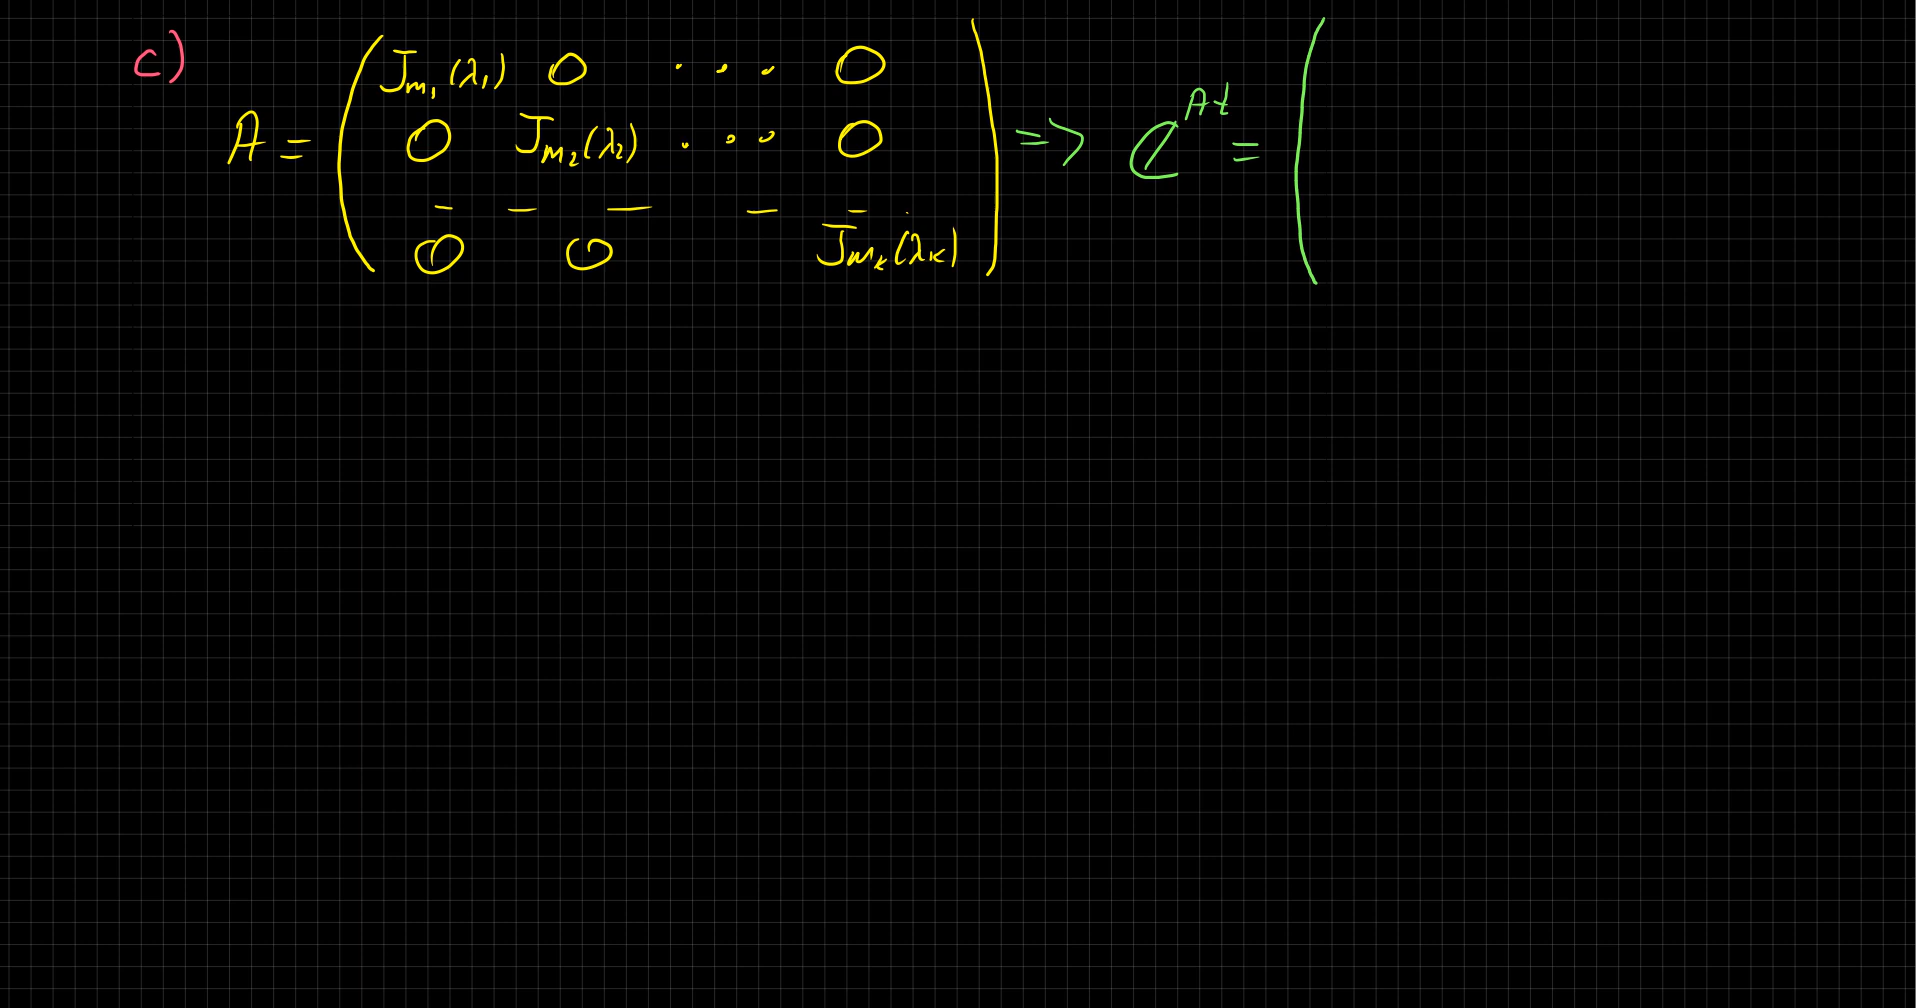 c)
A = ( J_{m_1}(λ_1) 0 · · · 0
0 J_{m_2}(λ_2) · · · 0
– – – – –
0 0 J_{m_k}(λ_k) ) => e^{At} = (